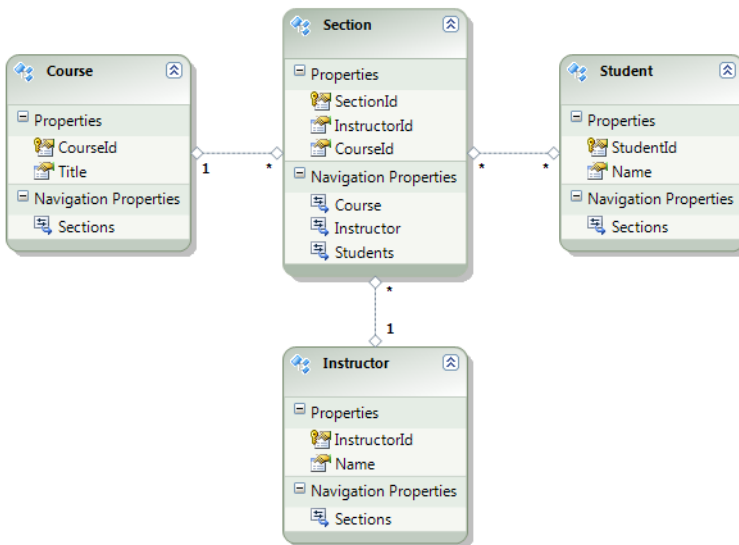 Course
Properties
CourseId
Title
Navigation Properties
Sections
1
*
Section
Properties
SectionId
InstructorId
CourseId
Navigation Properties
Course
Instructor
Students
*
*
Student
Properties
StudentId
Name
Navigation Properties
Sections
*
1
Instructor
Properties
InstructorId
Name
Navigation Properties
Sections